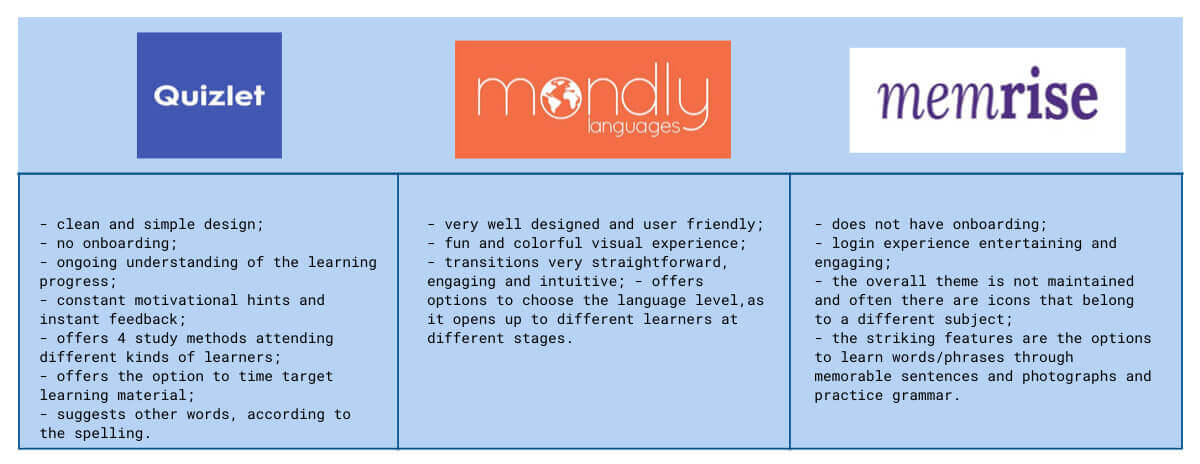 Quizlet
mondly
languages
memrise
- clean and simple design;
- no onboarding;
- ongoing understanding of the learning
progress;
- constant motivational hints and
instant feedback;
- offers 4 study methods attending
different kinds of learners;
- offers the option to time target
learning material;
- suggests other words, according to
the spelling.
- very well designed and user friendly;
- fun and colorful visual experience;
- transitions very straightforward,
engaging and intuitive; - offers
options to choose the language level,as
it opens up to different learners at
different stages.
- does not have onboarding;
- login experience entertaining and
engaging;
- the overall theme is not maintained
and often there are icons that belong
to a different subject;
- the striking features are the options
to learn words/phrases through
memorable sentences and photographs and
practice grammar.